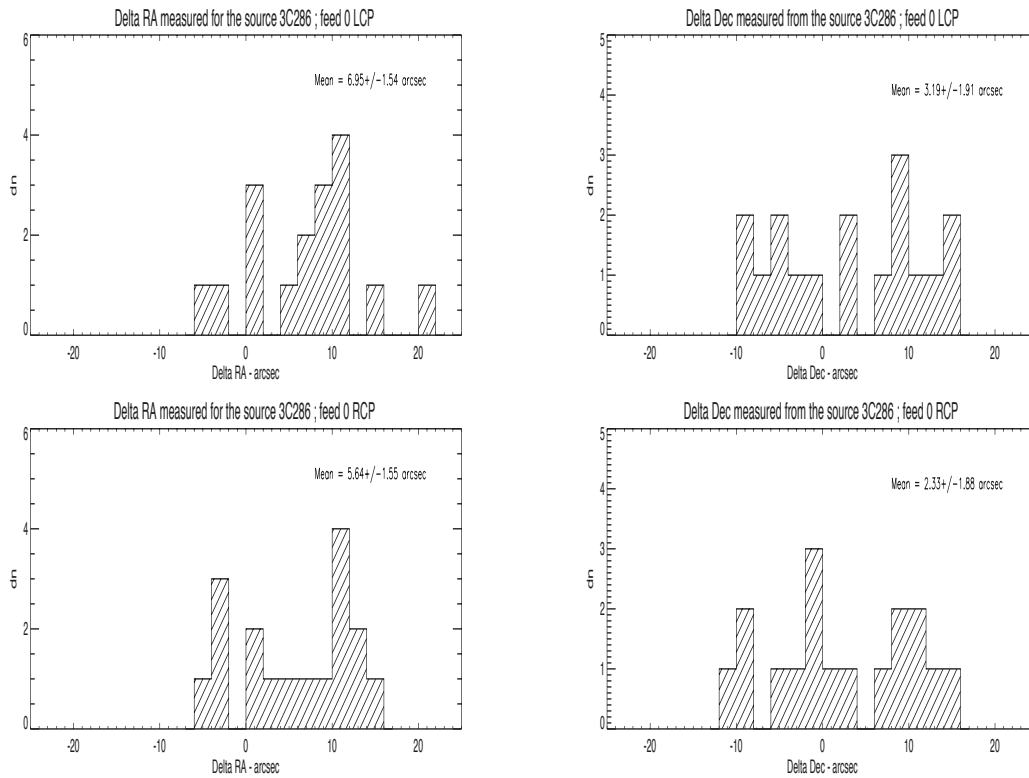 Delta RA measured for the source 3C286 ; feed 0 LCP
6
4
2
0
dn
Mean = 6.95+/-1.54 arcsec
-20 -10 0 10 20
Delta RA - arcsec
Delta Dec measured from the source 3C286 ; feed 0 LCP
5
4
3
2
1
0
dn
Mean = 3.19+/-1.91 arcsec
-20 -10 0 10 20
Delta Dec - arcsec
Delta RA measured for the source 3C286 ; feed 0 RCP
6
4
2
0
dn
Mean = 5.64+/-1.55 arcsec
-20 -10 0 10 20
Delta RA - arcsec
Delta Dec measured from the source 3C286 ; feed 0 RCP
5
4
3
2
1
0
dn
Mean = 2.33+/-1.88 arcsec
-20 -10 0 10 20
Delta Dec - arcsec